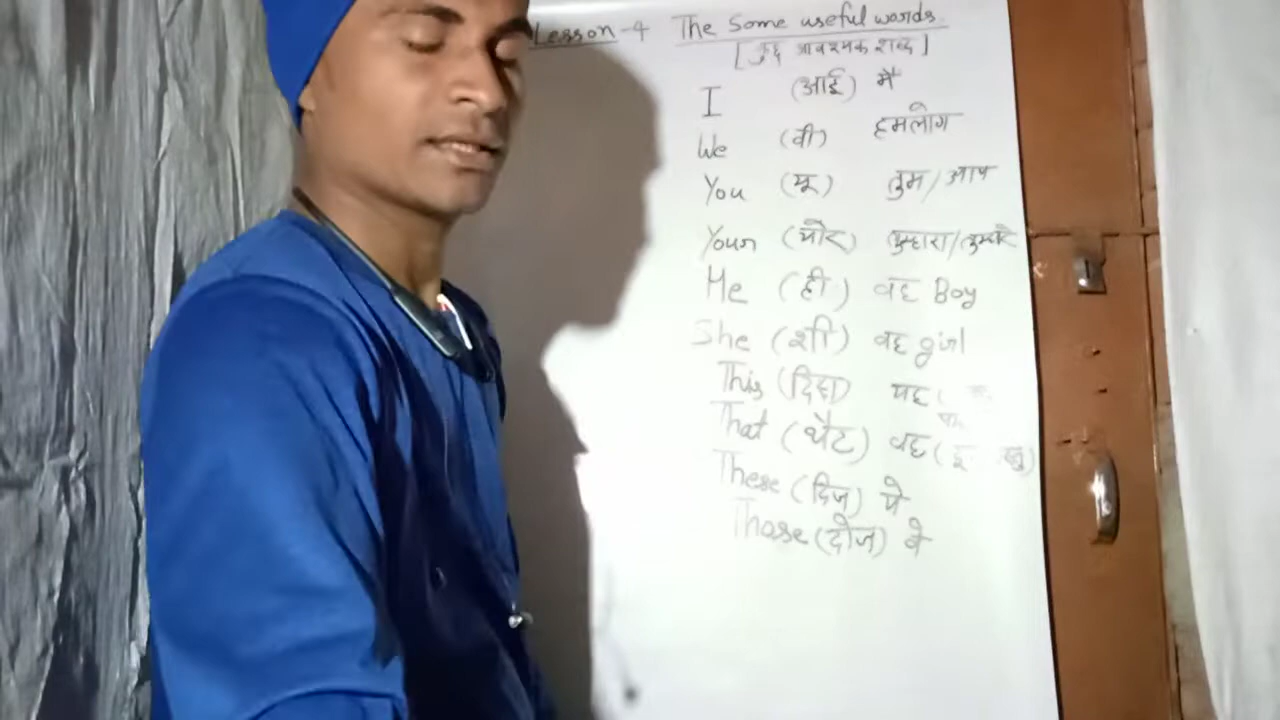 Lesson-4 The Some useful words.
[कुछ आवश्यक शब्द]
I (आई) मैं
We (वी) हमलोग
You (यू) तुम/आप
Your (योर) तुम्हारा/तुम्हारे
He (ही) वह Boy
She (शी) वह girl
This (दिस) यह (
That (थैट) वह (
These (दिज) ये
Those (दोज) वे